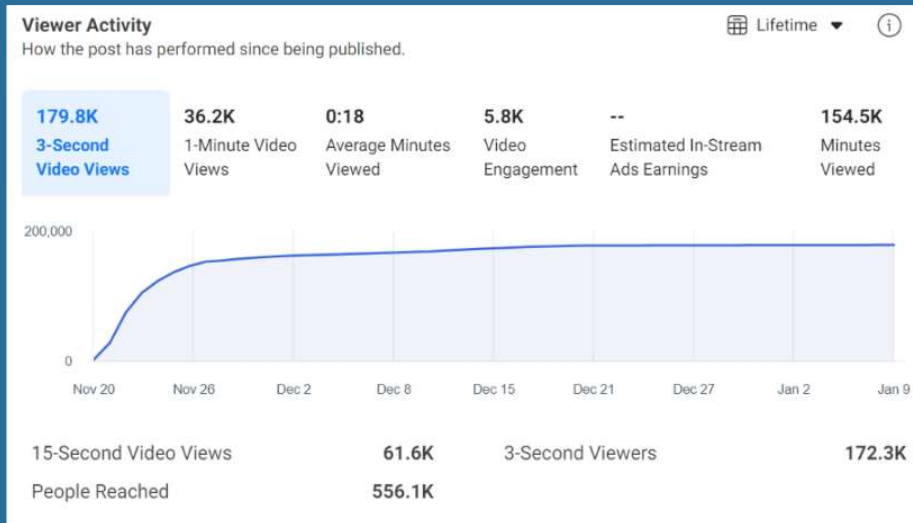 Viewer Activity
Lifetime
How the post has performed since being published.
179.8K
3-Second
Video Views
36.2K
1-Minute Video
Views
0:18
Average Minutes
Viewed
5.8K
Video
Engagement
--
Estimated In-Stream
Ads Earnings
154.5K
Minutes
Viewed
200,000
0
Nov 20 Nov 26 Dec 2 Dec 8 Dec 15 Dec 21 Dec 27 Jan 2 Jan 9
15-Second Video Views 61.6K 3-Second Viewers 172.3K
People Reached 556.1K